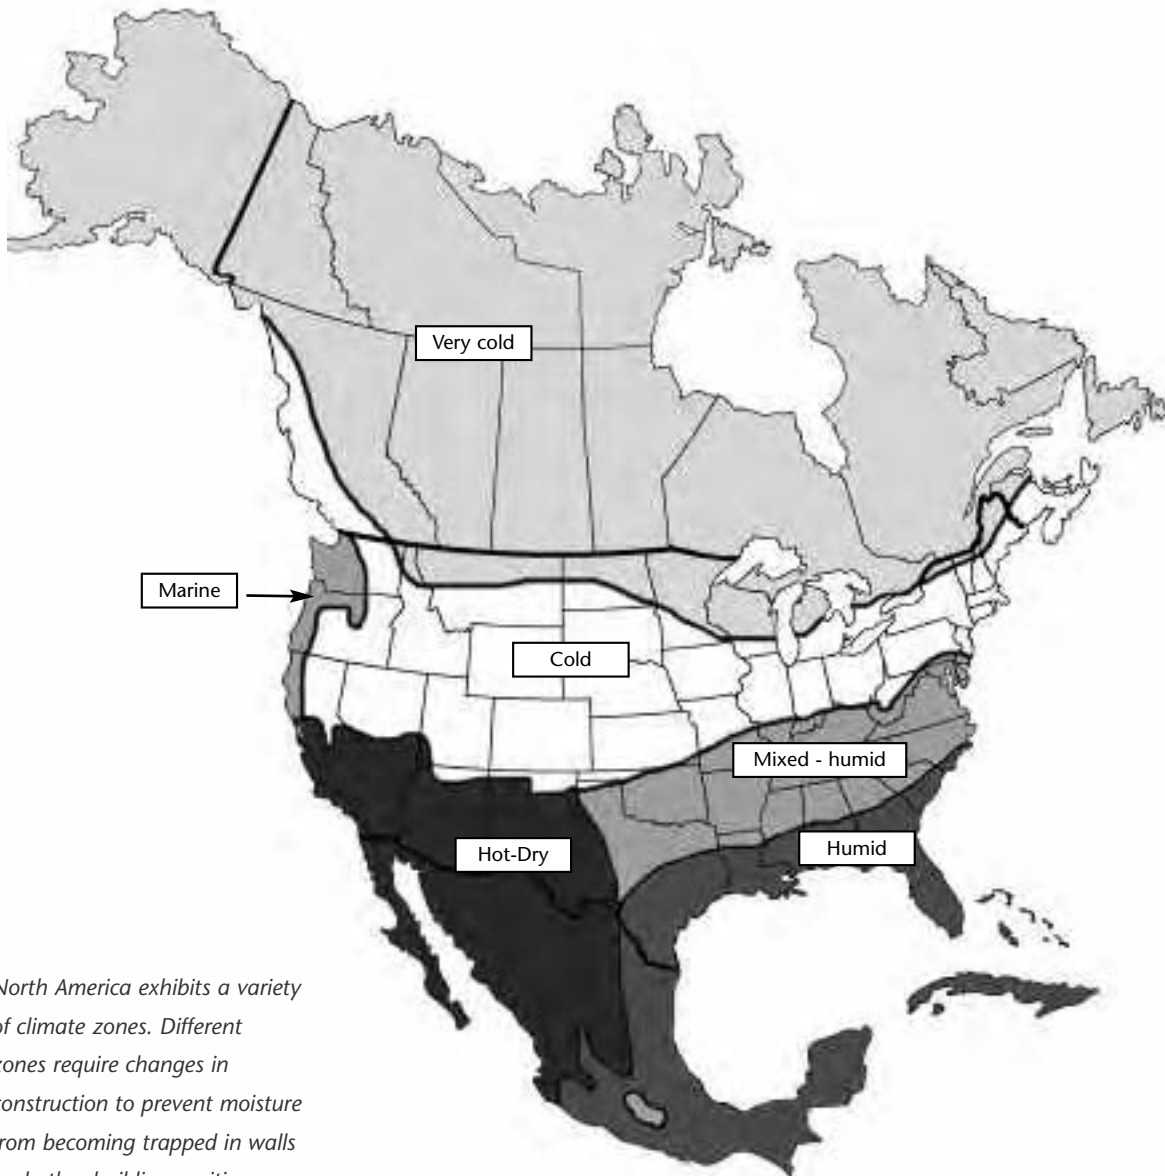 Very cold
Marine
Cold
Mixed - humid
Hot-Dry
Humid
North America exhibits a variety
of climate zones. Different
zones require changes in
construction to prevent moisture
from becoming trapped in walls